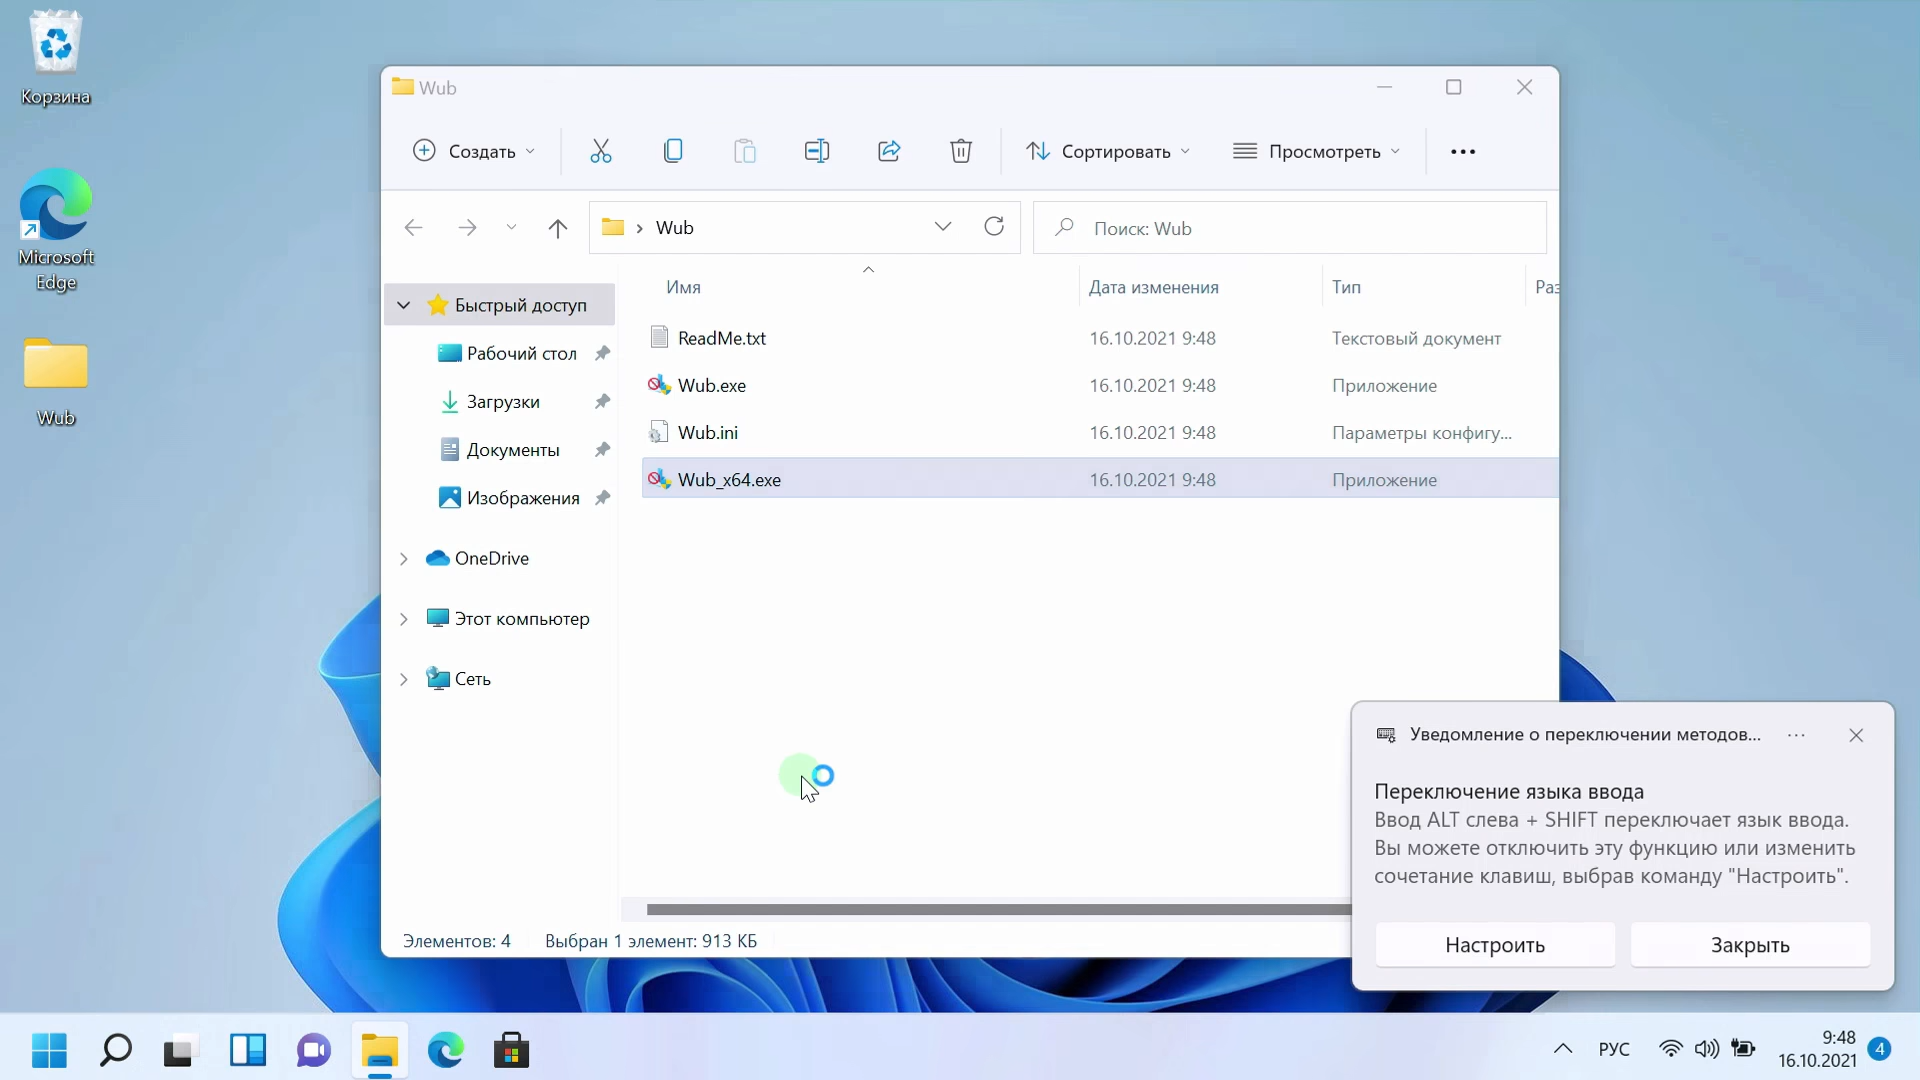 Корзина
Microsoft
Edge
Wub
Wub
Создать
Сортировать
Просмотреть
Wub
Поиск: Wub
Имя
Дата изменения
Тип
Раз
Быстрый доступ
Рабочий стол
Загрузки
Документы
Изображения
OneDrive
Этот компьютер
Сеть
ReadMe.txt 16.10.2021 9:48 Текстовый документ
Wub.exe 16.10.2021 9:48 Приложение
Wub.ini 16.10.2021 9:48 Параметры конфигу...
Wub_x64.exe 16.10.2021 9:48 Приложение
Элементов: 4 Выбран 1 элемент: 913 КБ
Уведомление о переключении методов...
Переключение языка ввода
Ввод ALT слева + SHIFT переключает язык ввода.
Вы можете отключить эту функцию или изменить
сочетание клавиш, выбрав команду "Настроить".
Настроить
Закрыть
РУС
9:48
16.10.2021
4